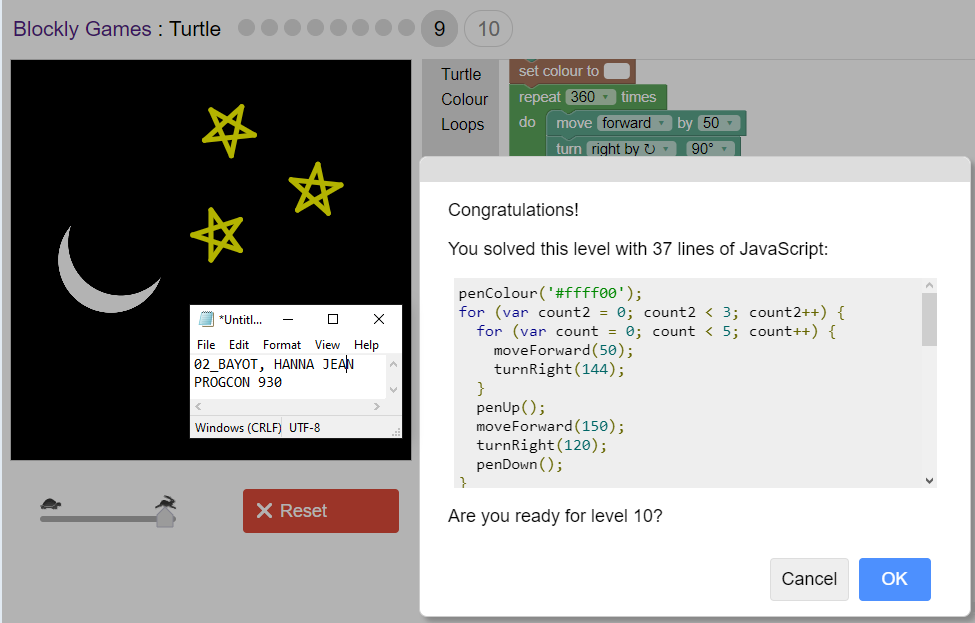 Blockly Games : Turtle 9 10
Turtle
Colour
Loops
set colour to
repeat 360 times
do move forward by 50
turn right by ↻ 90°
*Untitl...
File Edit Format View Help
02_BAYOT, HANNA JEAN
PROGCON 930
Windows (CRLF) UTF-8
Reset
Congratulations!
You solved this level with 37 lines of JavaScript:
penColour('#ffff00');
for (var count2 = 0; count2 < 3; count2++) {
  for (var count = 0; count < 5; count++) {
    moveForward(50);
    turnRight(144);
  }
  penUp();
  moveForward(150);
  turnRight(120);
  penDown();
}
Are you ready for level 10?
Cancel OK